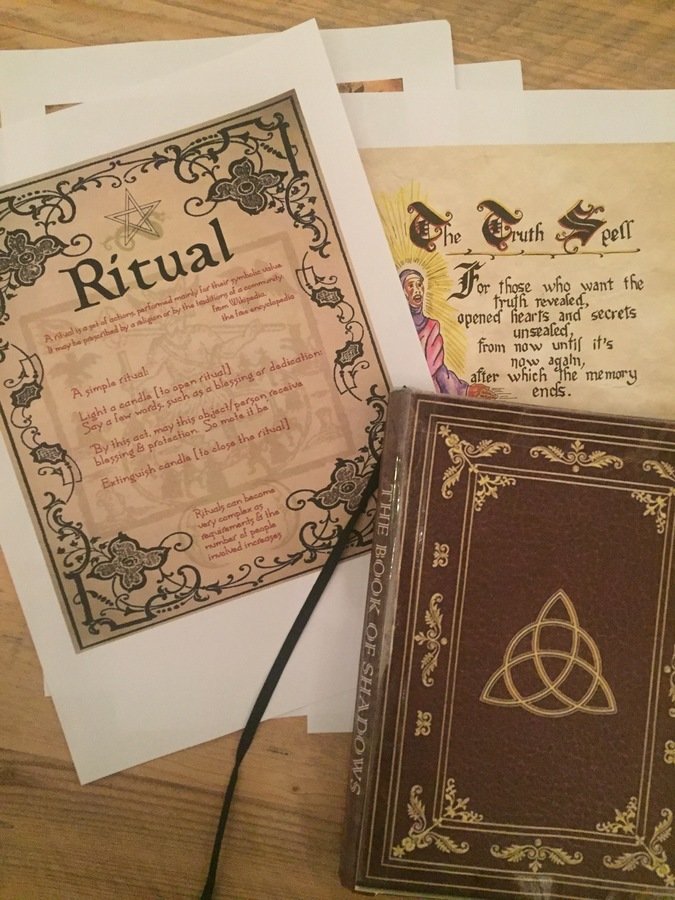 Ritual
A ritual is a set of actions, performed mainly for their symbolic value.
It may be prescribed by a religion or by the traditions of a community.
from Wikipedia,
the free encyclopedia
A simple ritual:
Light a candle [to open ritual]
Say a few words, such as a blessing or dedication:
"By this act, may this object/person receive
blessing & protection. So mote it be"
Extinguish candle [to close the ritual]
Rituals can become
very complex as
requirements & the
number of people
involved increases
The Truth Spell
For those who want the
truth revealed,
opened hearts and secrets
unsealed,
from now until it's
now again,
after which the memory
ends.
THE BOOK OF SHADOWS